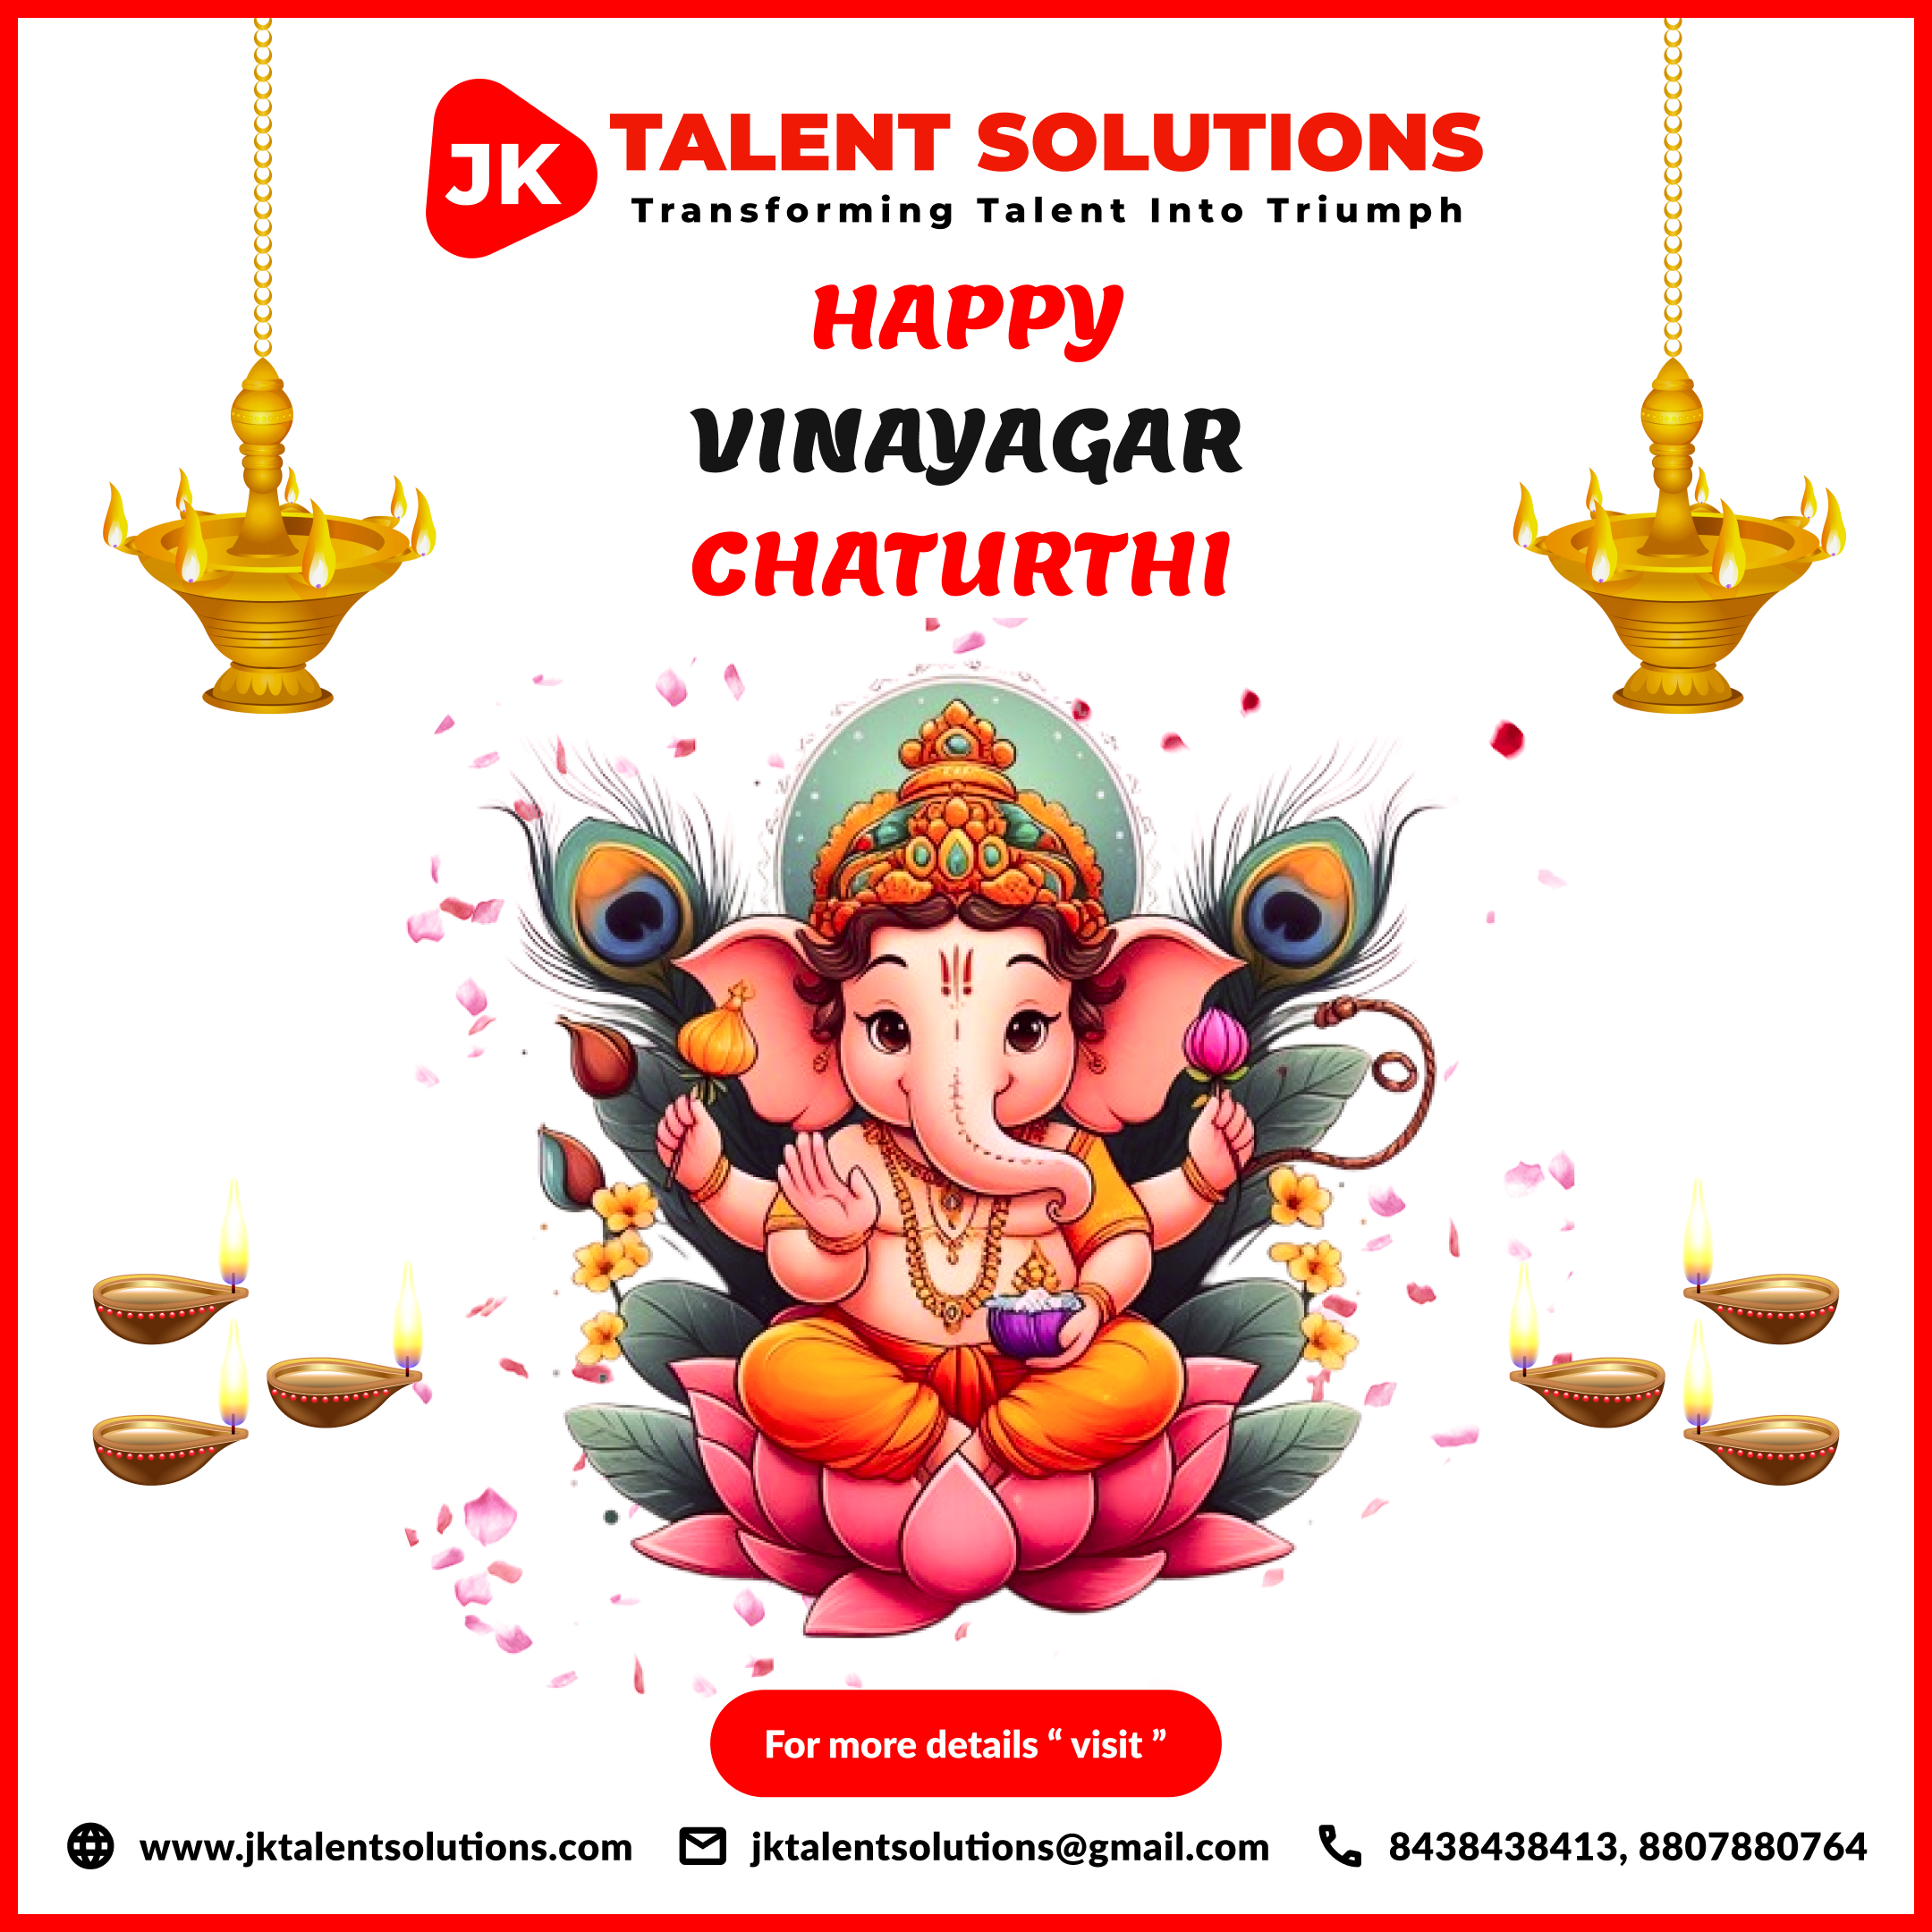 JK
TALENT SOLUTIONS
Transforming Talent Into Triumph
HAPPY
VINAYAGAR
CHATURTHI
For more details “ visit ”
www.jktalentsolutions.com
jktalentsolutions@gmail.com
8438438413, 8807880764